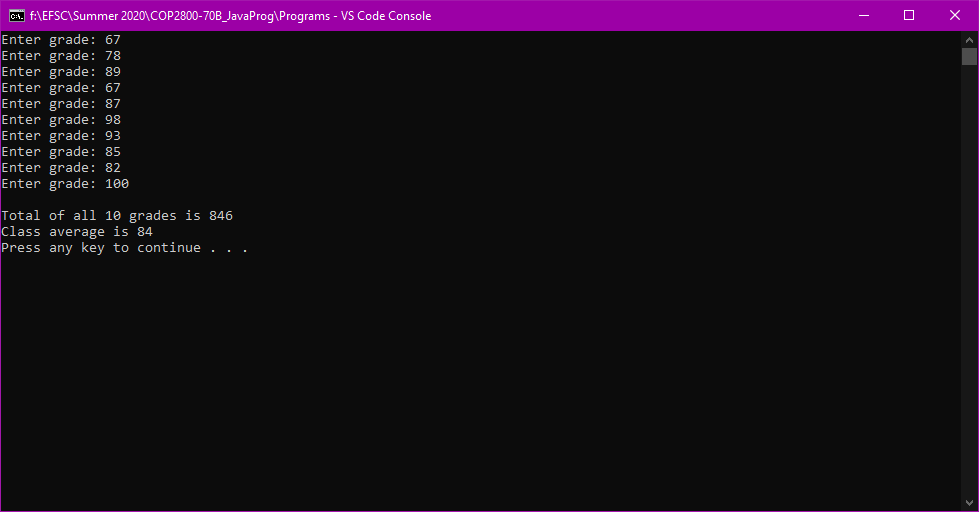 f:\EFSC\Summer 2020\COP2800-70B_JavaProg\Programs - VS Code Console
Enter grade: 67
Enter grade: 78
Enter grade: 89
Enter grade: 67
Enter grade: 87
Enter grade: 98
Enter grade: 93
Enter grade: 85
Enter grade: 82
Enter grade: 100
Total of all 10 grades is 846
Class average is 84
Press any key to continue . . .